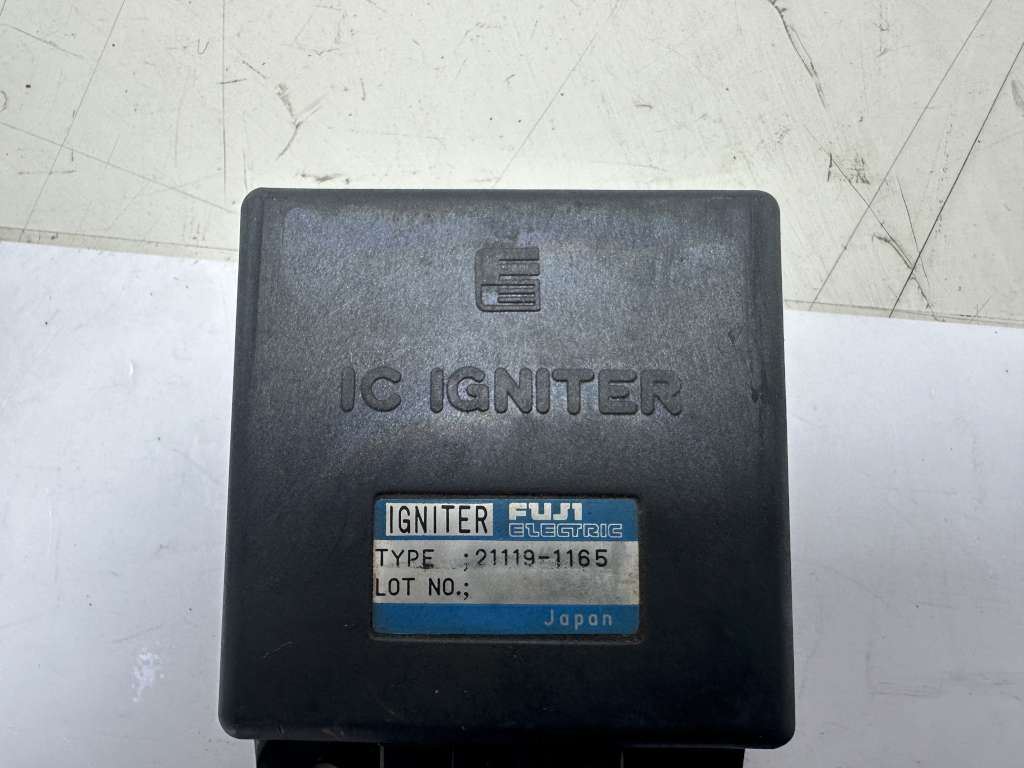 IC IGNITER
IGNITER FUJI
ELECTRIC
TYPE ;21119-1165
LOT NO.;
Japan